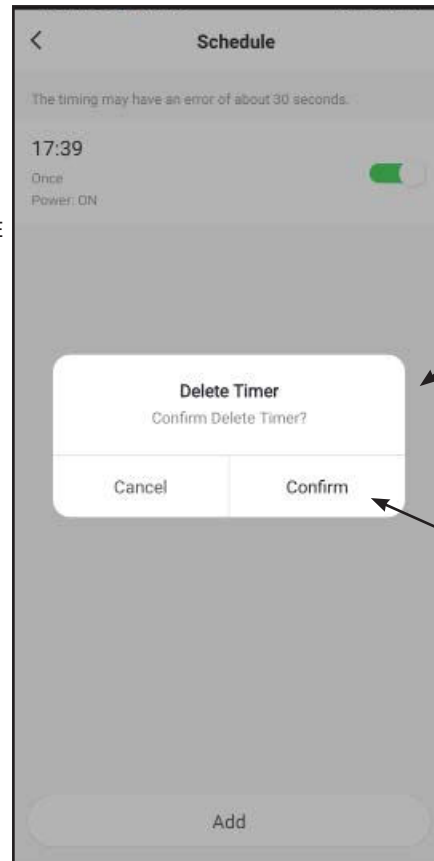 Schedule
The timing may have an error of about 30 seconds.
17:39
Once
Power: ON
E
Delete Timer
Confirm Delete Timer?
Cancel Confirm
Add